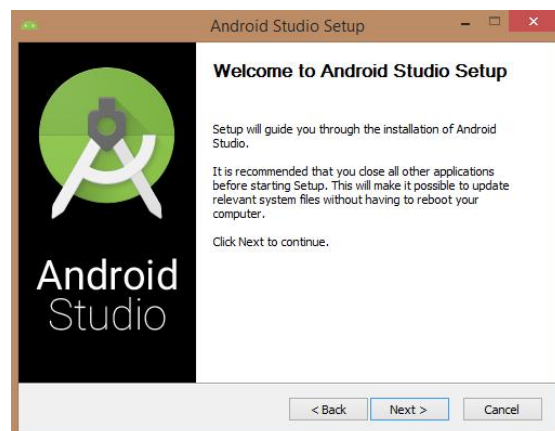 Android Studio Setup
Welcome to Android Studio Setup
Setup will guide you through the installation of Android
Studio.
It is recommended that you close all other applications
before starting Setup. This will make it possible to update
relevant system files without having to reboot your
computer.
Click Next to continue.
Android
Studio
< Back
Next >
Cancel